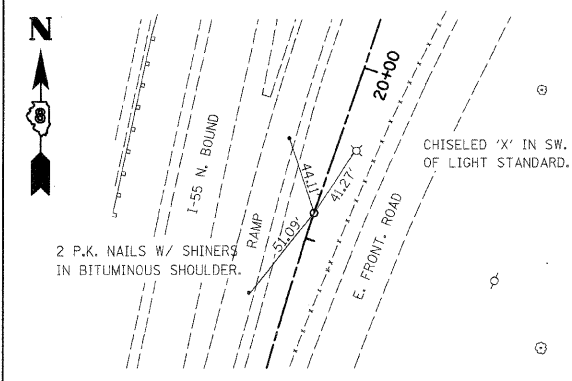 N
8
20+00
I-55 N. BOUND
CHISELED 'X' IN SW.
OF LIGHT STANDARD.
44.11'
41.27'
51.09'
RAMP
2 P.K. NAILS W/ SHINERS
IN BITUMINOUS SHOULDER.
E. FRONT. ROAD